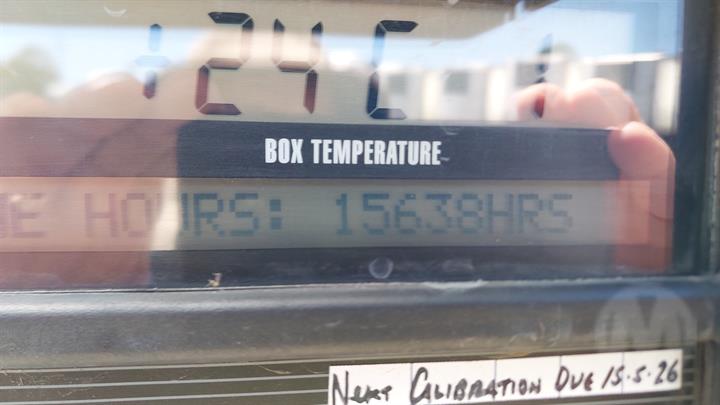 24C
BOX TEMPERATURE
HOURS: 15638HRS
NEXT CALIBRATION DUE 15.5.26